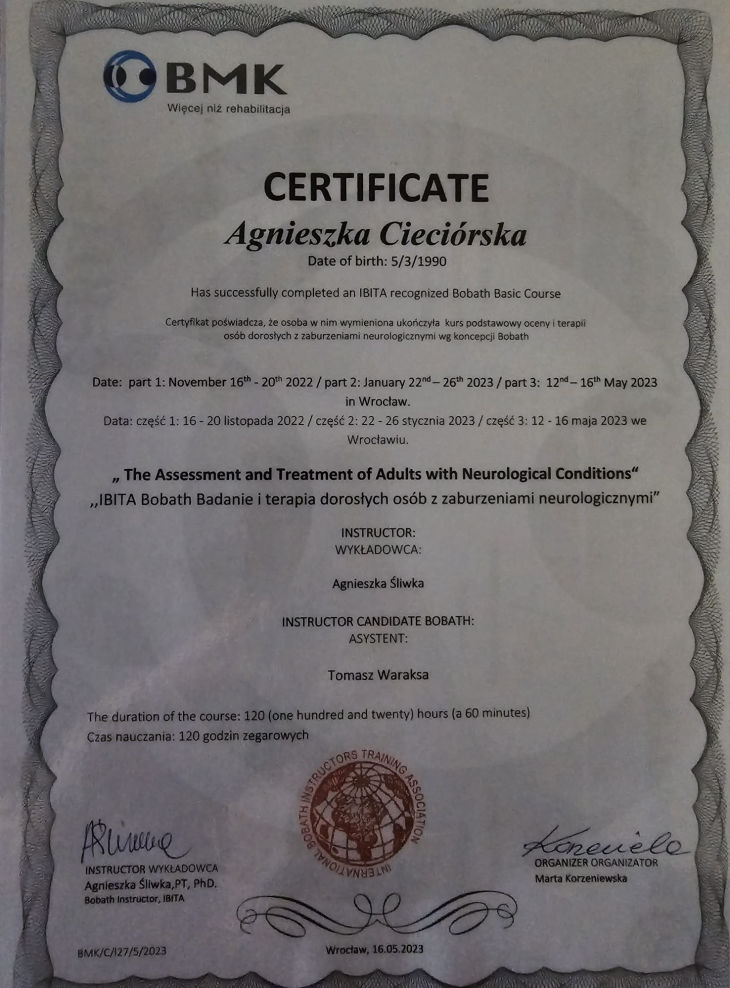 BMK
Więcej niż rehabilitacja
CERTIFICATE
Agnieszka Cieciórska
Date of birth: 5/3/1990
Has successfully completed an IBITA recognized Bobath Basic Course
Certyfikat poświadcza, że osoba w nim wymieniona ukończyła kurs podstawowy oceny i terapii
osób dorosłych z zaburzeniami neurologicznymi wg koncepcji Bobath
Date: part 1: November 16th - 20th 2022 / part 2: January 22nd – 26th 2023 / part 3: 12nd – 16th May 2023
in Wrocław.
Data: część 1: 16 - 20 listopada 2022 / część 2: 22 - 26 stycznia 2023 / część 3: 12 - 16 maja 2023 we
Wrocławiu.
„ The Assessment and Treatment of Adults with Neurological Conditions“
,,IBITA Bobath Badanie i terapia dorosłych osób z zaburzeniami neurologicznymi”
INSTRUCTOR:
WYKŁADOWCA:
Agnieszka Śliwka
INSTRUCTOR CANDIDATE BOBATH:
ASYSTENT:
Tomasz Waraksa
The duration of the course: 120 (one hundred and twenty) hours (a 60 minutes)
Czas nauczania: 120 godzin zegarowych
INTERNATIONAL BOBATH INSTRUCTORS TRAINING ASSOCIATION
INSTRUCTOR WYKŁADOWCA
Agnieszka Śliwka,PT, PhD.
Bobath Instructor, IBITA
ORGANIZER ORGANIZATOR
Marta Korzeniewska
BMK/C/I27/5/2023
Wrocław, 16.05.2023